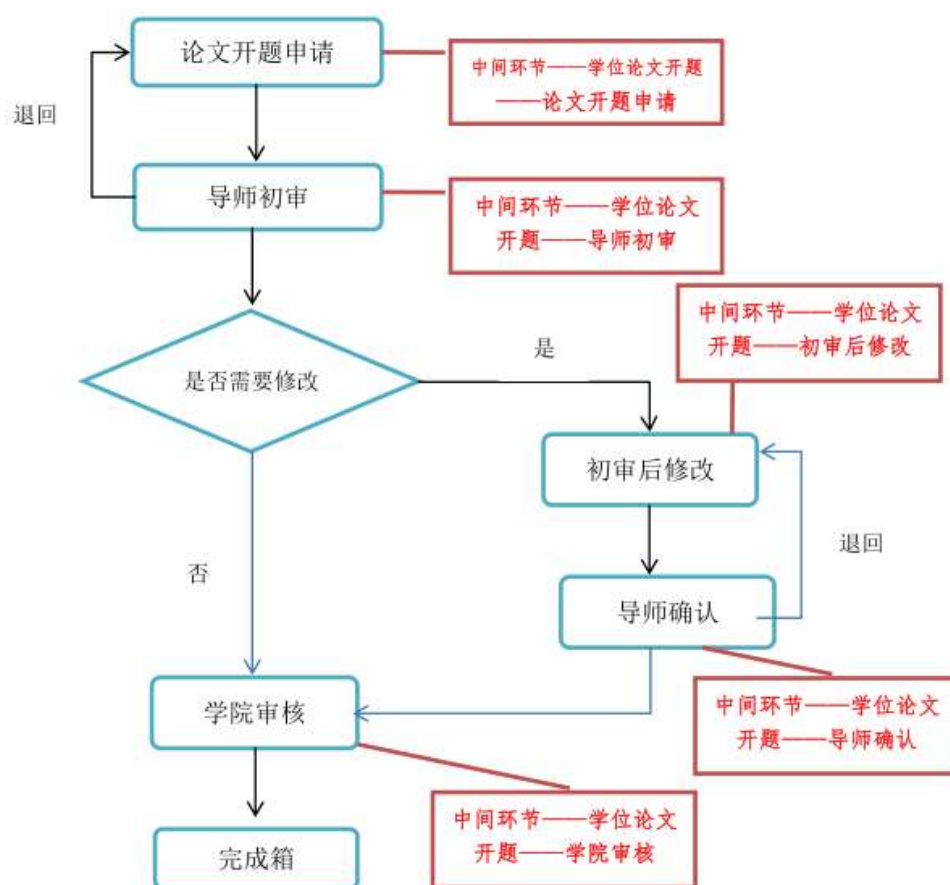 论文开题申请
中间环节——学位论文开题
——论文开题申请
退回
导师初审
中间环节——学位论文
开题——导师初审
中间环节——学位论文
开题——初审后修改
是
是否需要修改
初审后修改
退回
否
导师确认
学院审核
中间环节——学位论文
开题——导师确认
中间环节——学位论文
开题——学院审核
完成箱